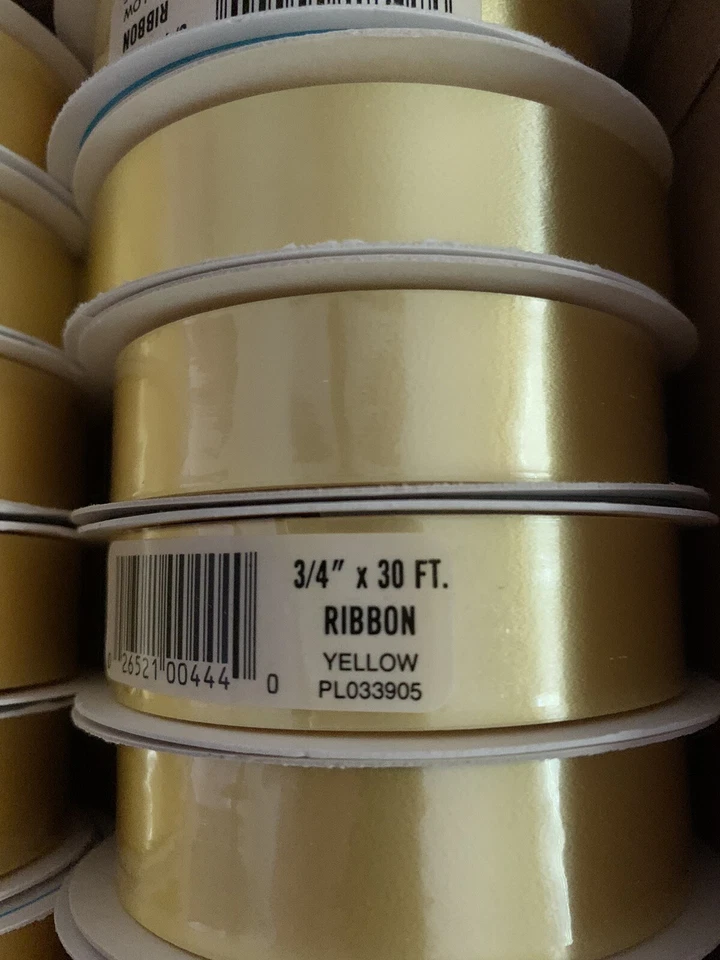 RIBBON
3/4" x 30 FT.
RIBBON
YELLOW
PL033905
0 26521 00444 0